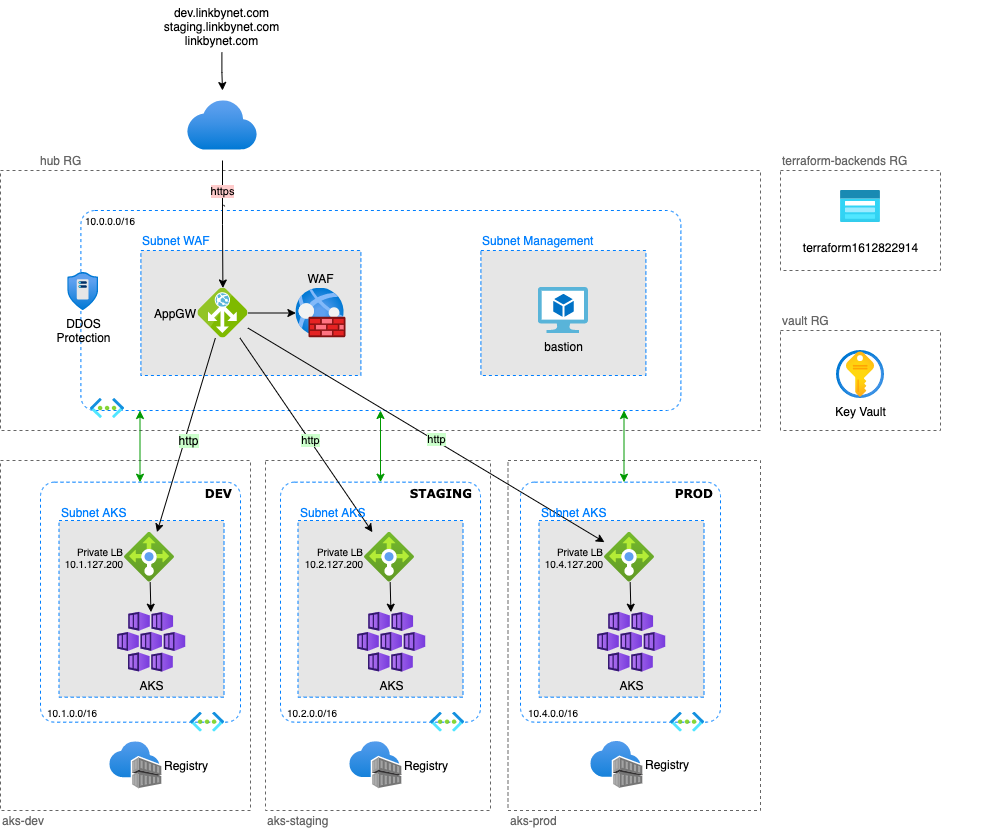 dev.linkbynet.com
staging.linkbynet.com
linkbynet.com
hub RG
terraform-backends RG
https
10.0.0.0/16
Subnet WAF
Subnet Management
terraform1612822914
WAF
AppGW
DDOS
Protection
bastion
vault RG
Key Vault
http
http
http
DEV
STAGING
PROD
Subnet AKS
Subnet AKS
Subnet AKS
Private LB
10.1.127.200
Private LB
10.2.127.200
Private LB
10.4.127.200
AKS
AKS
AKS
10.1.0.0/16
10.2.0.0/16
10.4.0.0/16
Registry
Registry
Registry
aks-dev
aks-staging
aks-prod